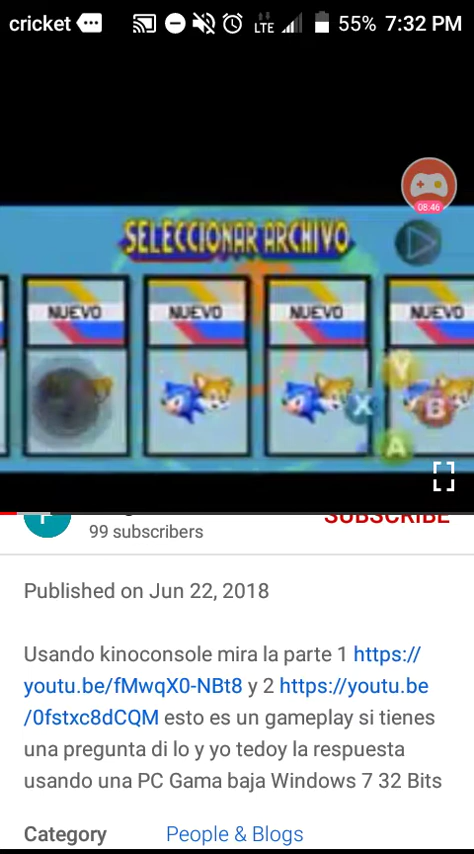 cricket LTE 55% 7:32 PM
08:46
SELECCIONAR ARCHIVO
NUEVO NUEVO NUEVO NUEVO
Y
X B
A
SUBSCRIBE
99 subscribers
Published on Jun 22, 2018
Usando kinoconsole mira la parte 1 https://
youtu.be/fMwqX0-NBt8 y 2 https://youtu.be
/0fstxc8dCQM esto es un gameplay si tienes
una pregunta di lo y yo tedoy la respuesta
usando una PC Gama baja Windows 7 32 Bits
Category People & Blogs